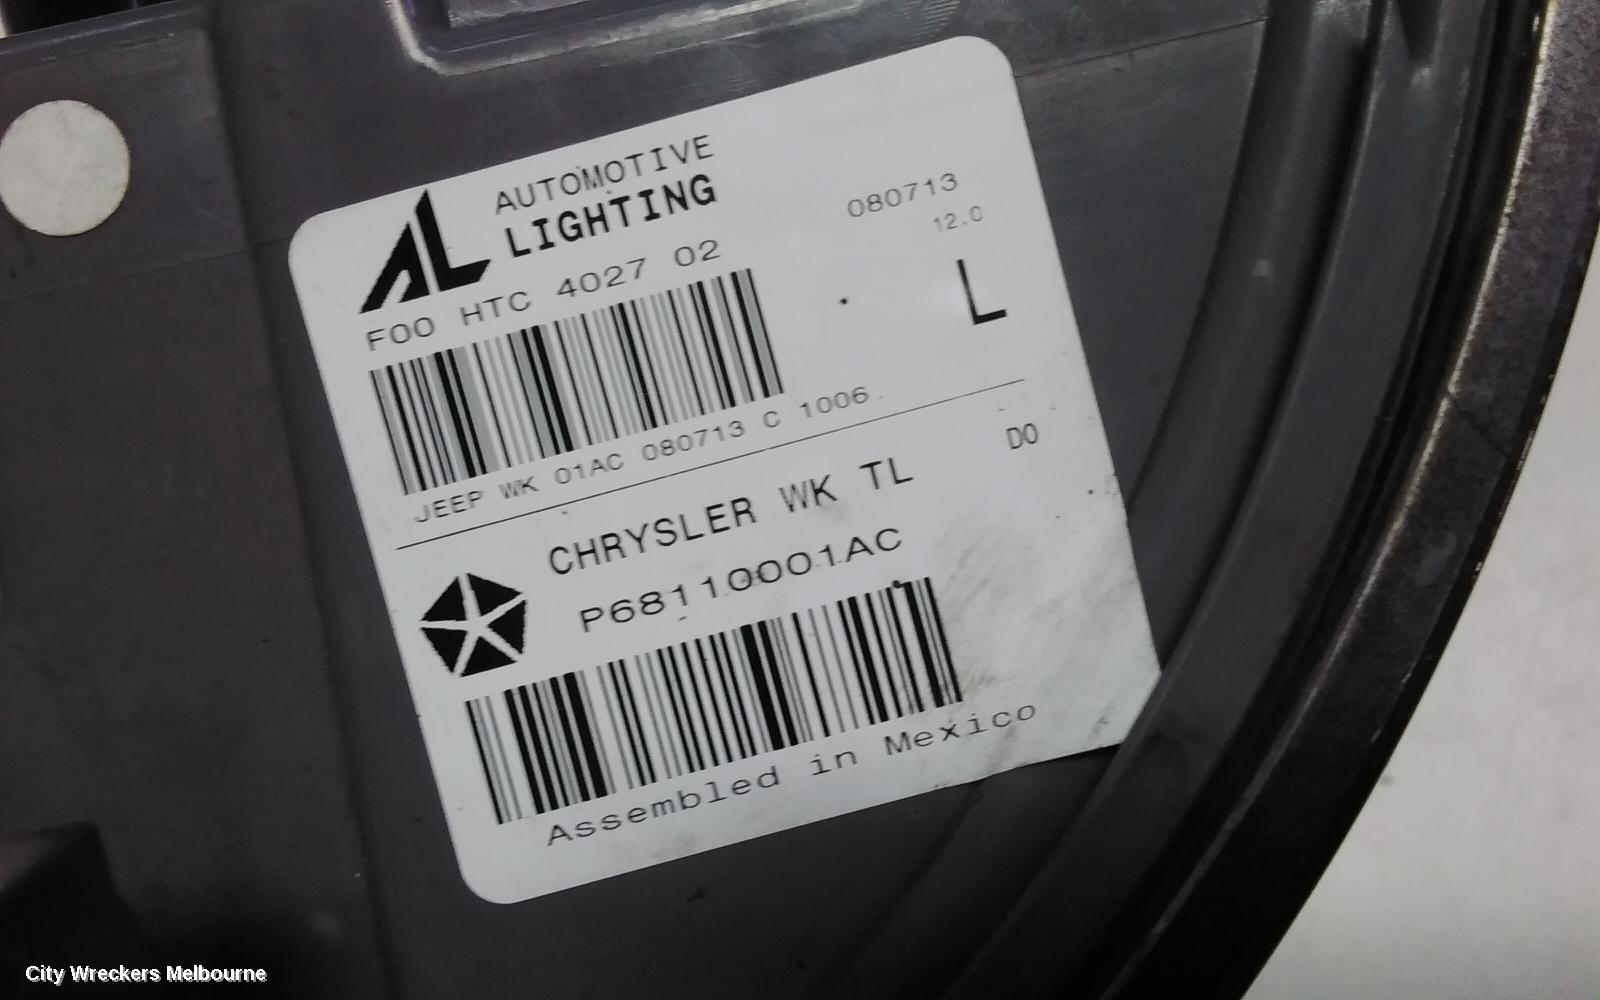 AL AUTOMOTIVE
LIGHTING
080713
12.0
F00 HTC 4027 02
L
JEEP WK 01AC 080713 C 1006
D0
CHRYSLER WK TL
P68110001AC
Assembled in Mexico
City Wreckers Melbourne